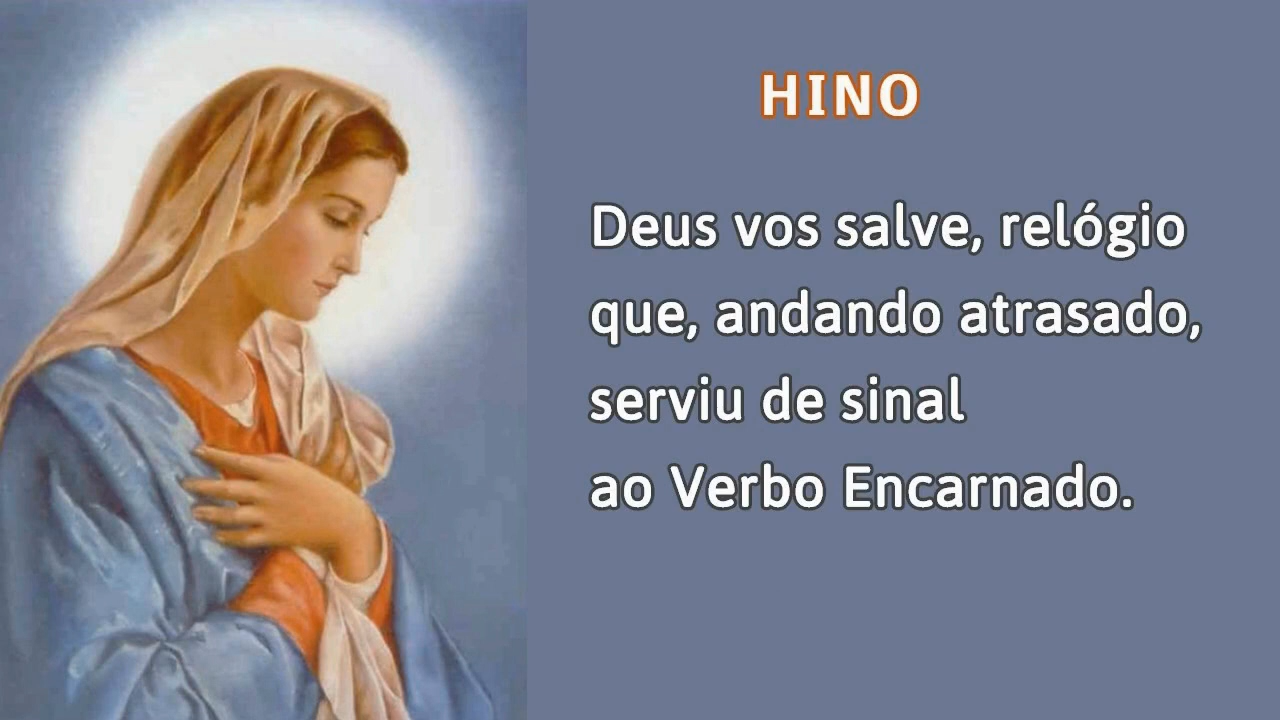 HINO
Deus vos salve, relógio
que, andando atrasado,
serviu de sinal
ao Verbo Encarnado.